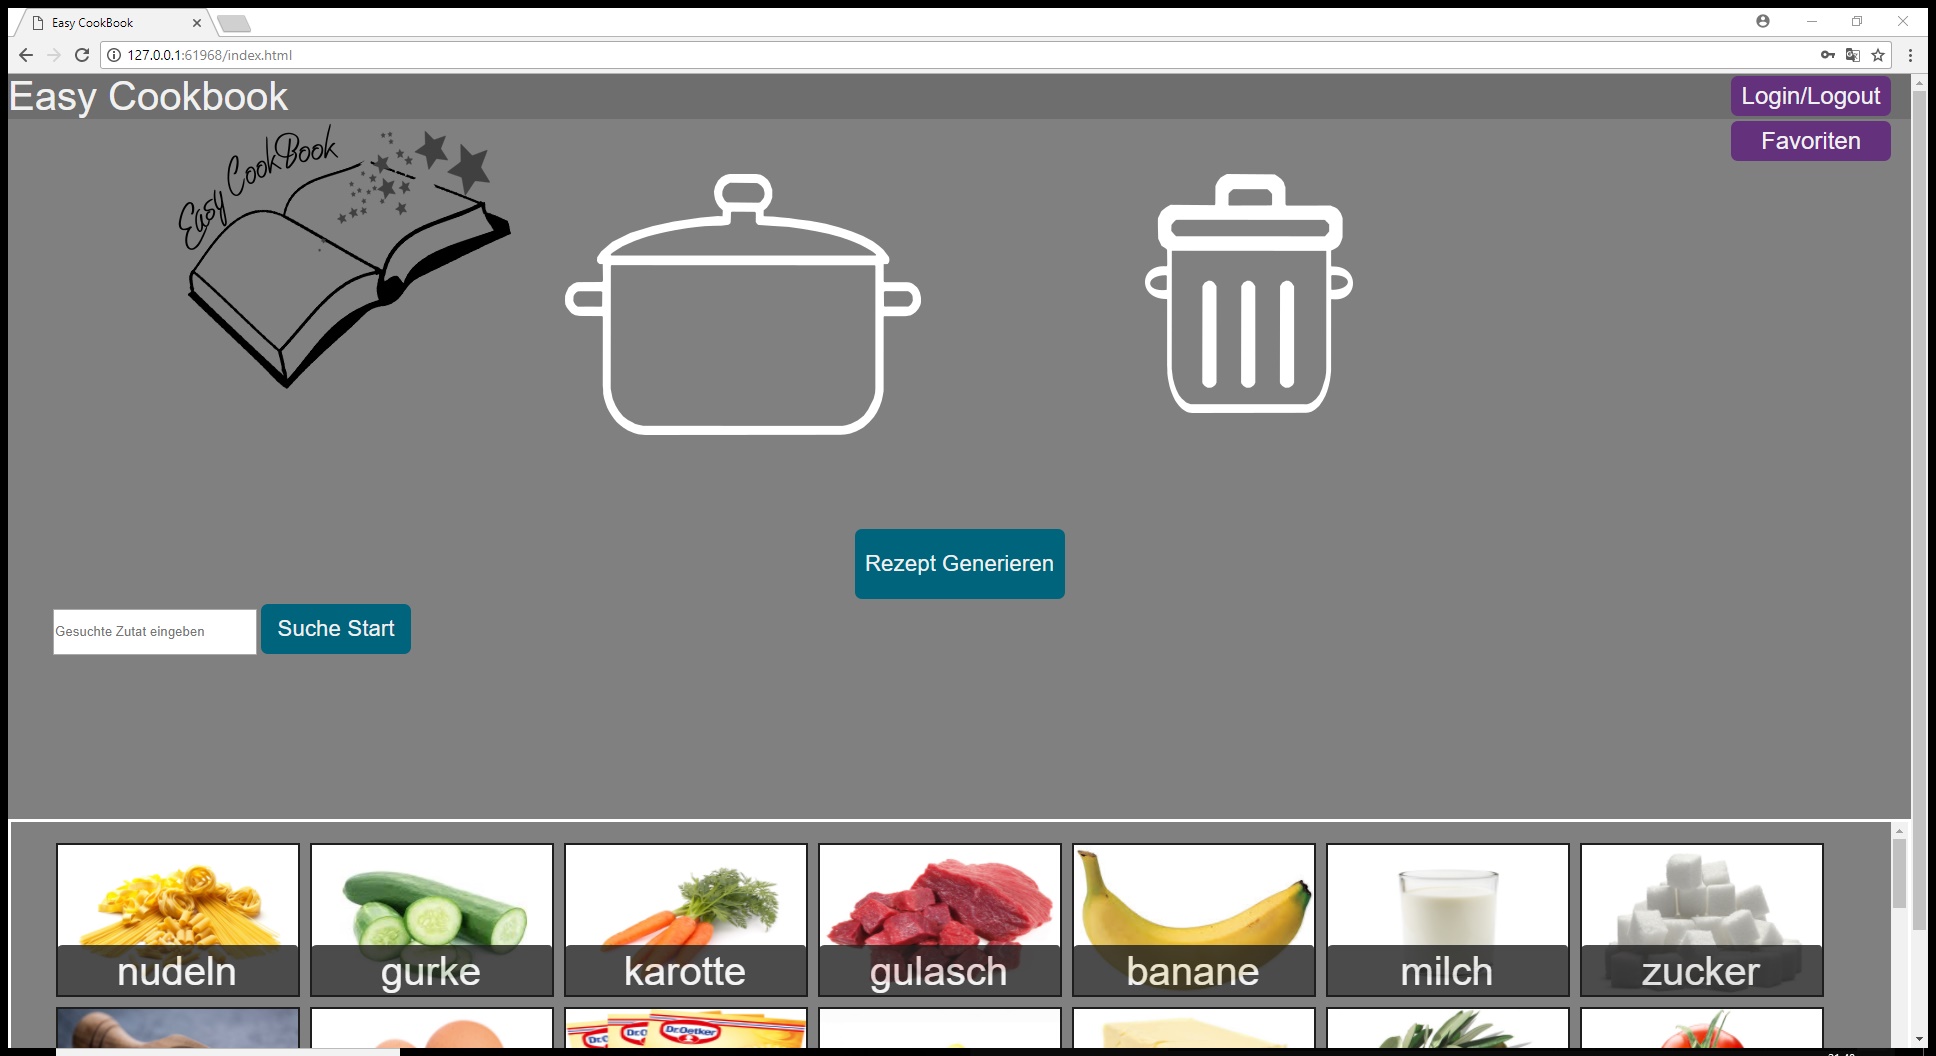 Easy CookBook
127.0.0.1:61968/index.html
Easy Cookbook
Login/Logout
Favoriten
Easy CookBook
Rezept Generieren
Gesuchte Zutat eingeben
Suche Start
nudeln
gurke
karotte
gulasch
banane
milch
zucker
Dr.Oetker